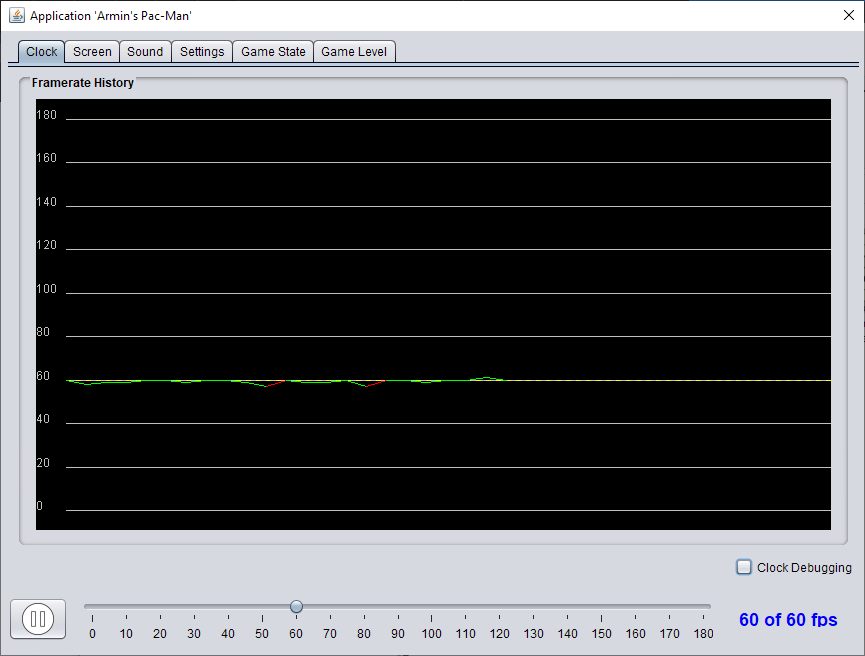 Application 'Armin's Pac-Man'
Clock Screen Sound Settings Game State Game Level
Framerate History
180
160
140
120
100
80
60
40
20
0
Clock Debugging
0 10 20 30 40 50 60 70 80 90 100 110 120 130 140 150 160 170 180
60 of 60 fps